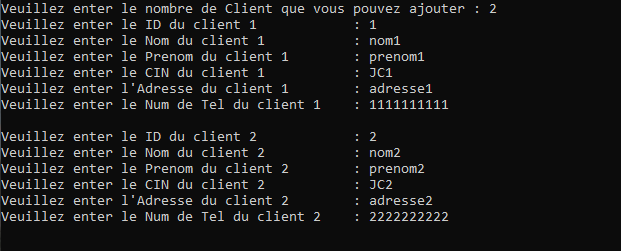 Veuillez enter le nombre de Client que vous pouvez ajouter : 2
Veuillez enter le ID du client 1 : 1
Veuillez enter le Nom du client 1 : nom1
Veuillez enter le Prenom du client 1 : prenom1
Veuillez enter le CIN du client 1 : JC1
Veuillez enter l'Adresse du client 1 : adresse1
Veuillez enter le Num de Tel du client 1 : 1111111111
Veuillez enter le ID du client 2 : 2
Veuillez enter le Nom du client 2 : nom2
Veuillez enter le Prenom du client 2 : prenom2
Veuillez enter le CIN du client 2 : JC2
Veuillez enter l'Adresse du client 2 : adresse2
Veuillez enter le Num de Tel du client 2 : 2222222222